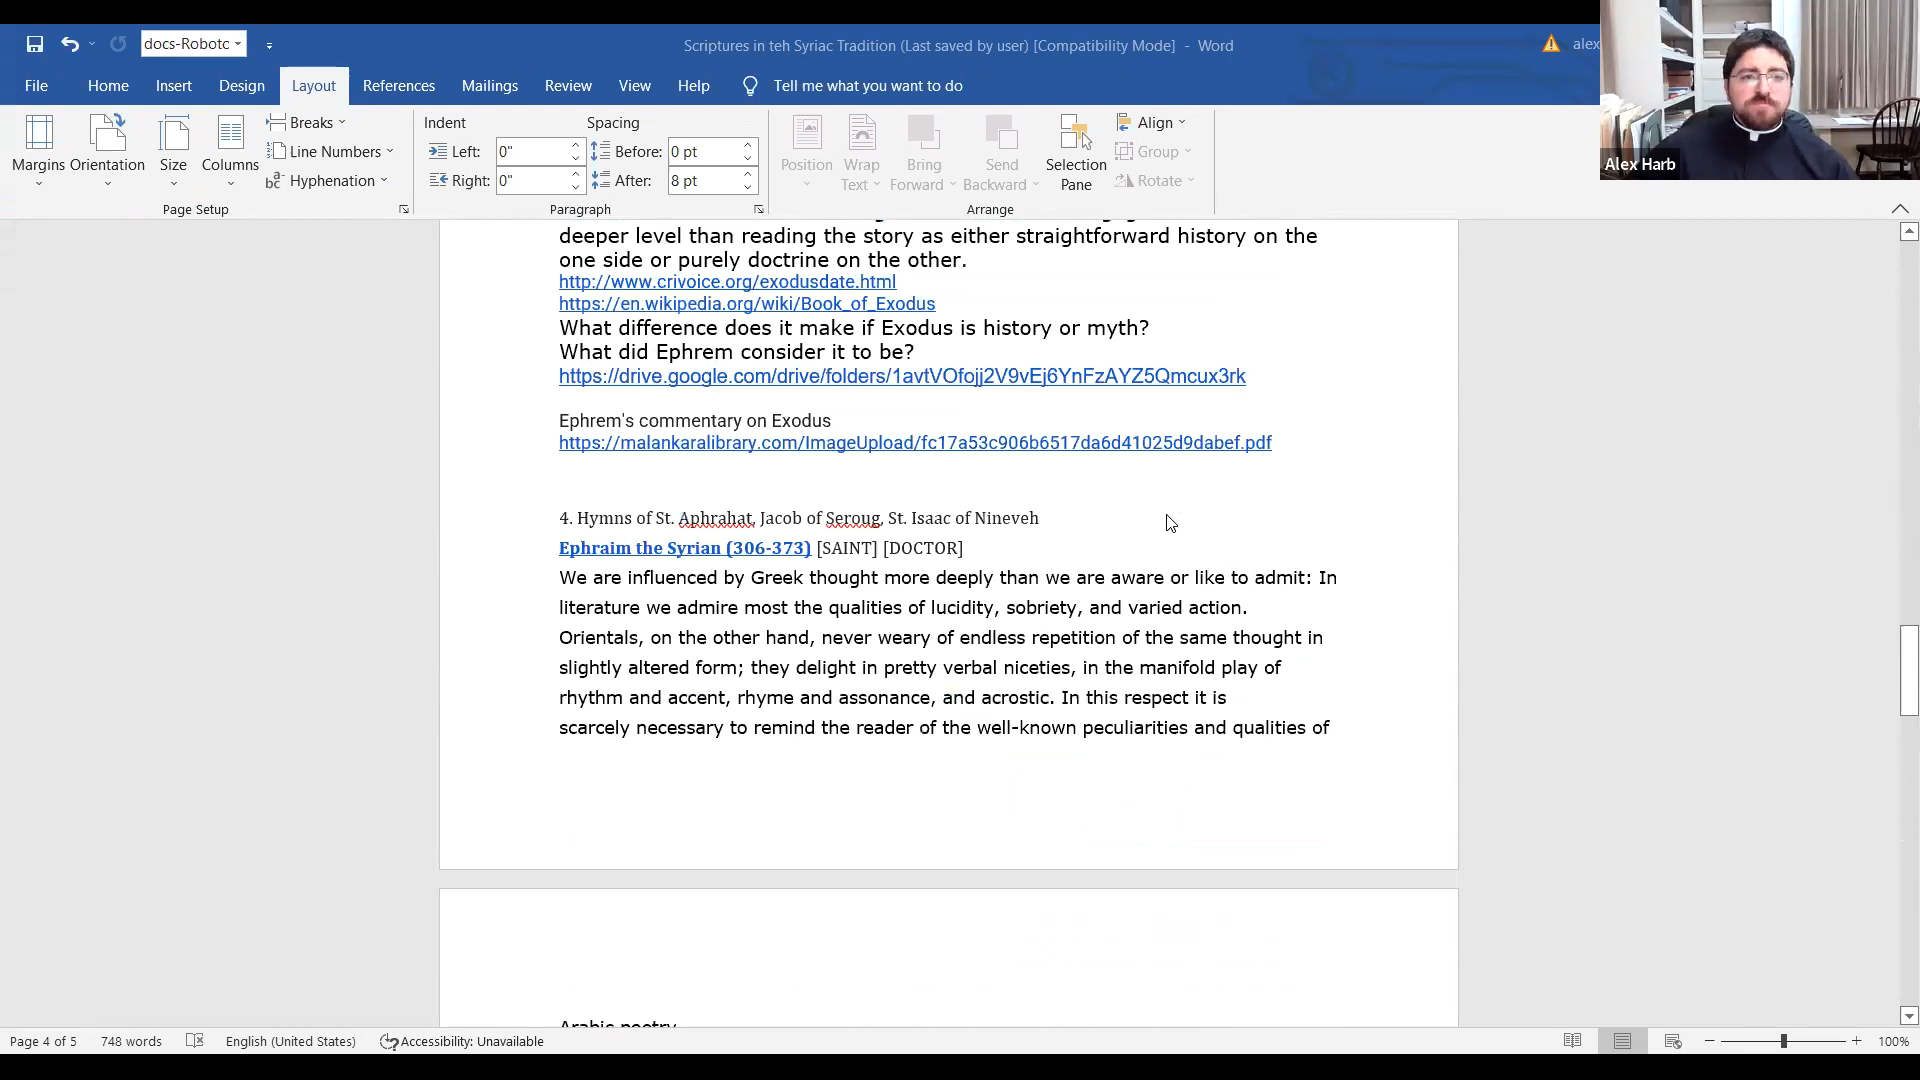 docs-Robotc
Scriptures in teh Syriac Tradition (Last saved by user) [Compatibility Mode] - Word
alex
File Home Insert Design Layout References Mailings Review View Help Tell me what you want to do
Margins Orientation Size Columns
Breaks
Line Numbers
Hyphenation
Page Setup
Indent Spacing
Left: 0" Before: 0 pt
Right: 0" After: 8 pt
Paragraph
Position Wrap Text Bring Forward Send Backward Selection Pane
Align
Group
Rotate
Arrange
Alex Harb
deeper level than reading the story as either straightforward history on the
one side or purely doctrine on the other.
http://www.crivoice.org/exodusdate.html
https://en.wikipedia.org/wiki/Book_of_Exodus
What difference does it make if Exodus is history or myth?
What did Ephrem consider it to be?
https://drive.google.com/drive/folders/1avtVOfojj2V9vEj6YnFzAYZ5Qmcux3rk
Ephrem's commentary on Exodus
https://malankaralibrary.com/ImageUpload/fc17a53c906b6517da6d41025d9dabef.pdf
4. Hymns of St. Aphrahat, Jacob of Seroug, St. Isaac of Nineveh
Ephraim the Syrian (306-373) [SAINT] [DOCTOR]
We are influenced by Greek thought more deeply than we are aware or like to admit: In
literature we admire most the qualities of lucidity, sobriety, and varied action.
Orientals, on the other hand, never weary of endless repetition of the same thought in
slightly altered form; they delight in pretty verbal niceties, in the manifold play of
rhythm and accent, rhyme and assonance, and acrostic. In this respect it is
scarcely necessary to remind the reader of the well-known peculiarities and qualities of
Arabic poetry
Page 4 of 5 748 words English (United States) Accessibility: Unavailable 100%